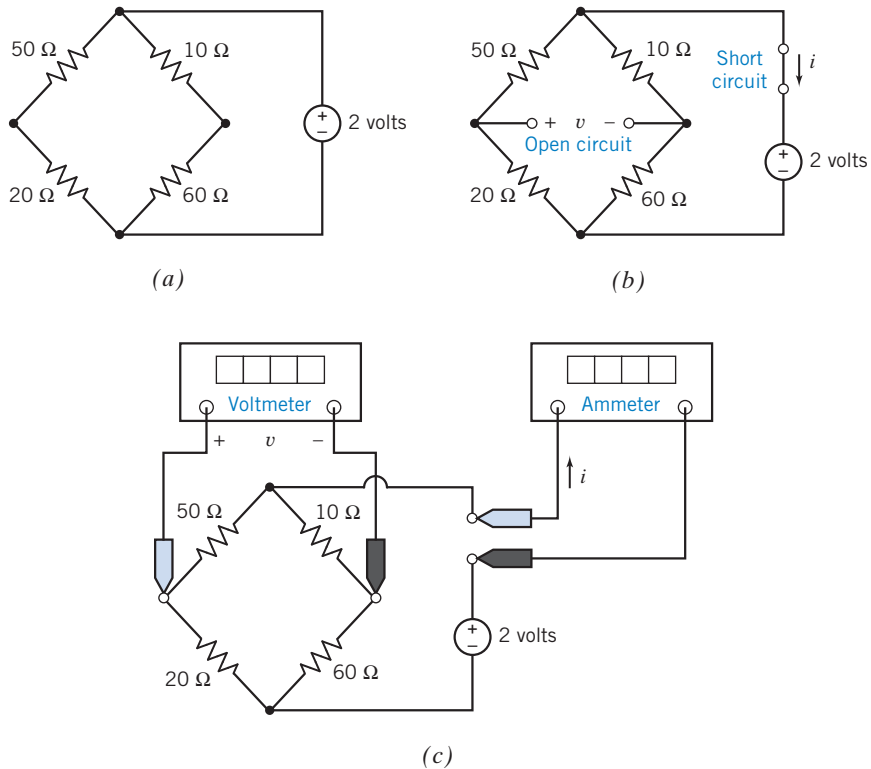 50 Ω
10 Ω
+
−
2 volts
20 Ω
60 Ω
(a)
50 Ω
10 Ω
Short
circuit
i
+ v −
Open circuit
+
−
2 volts
20 Ω
60 Ω
(b)
Voltmeter
+ v −
Ammeter
i
50 Ω
10 Ω
+
−
2 volts
20 Ω
60 Ω
(c)